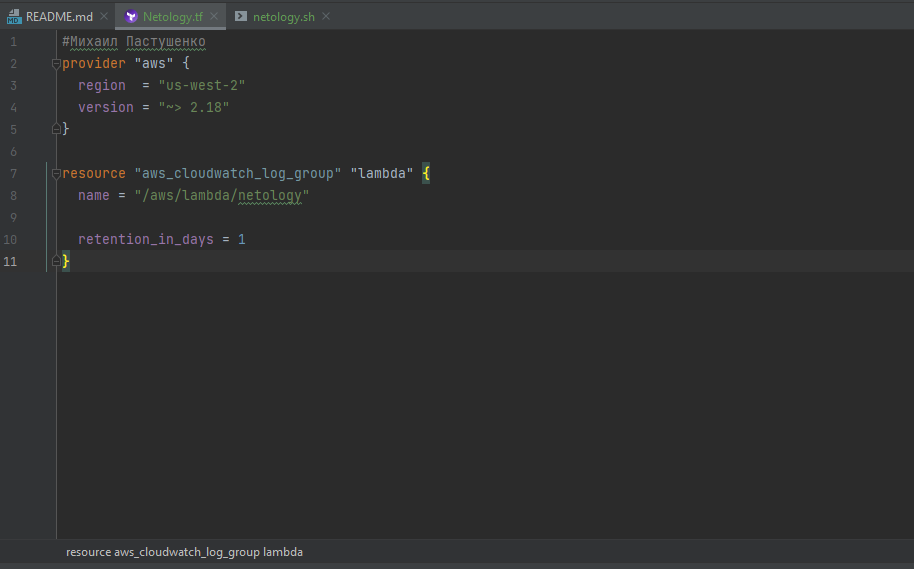 README.md Netology.tf netology.sh
1 #Михаил Пастушенко
2 provider "aws" {
3   region  = "us-west-2"
4   version = "~> 2.18"
5 }
6
7 resource "aws_cloudwatch_log_group" "lambda" {
8   name = "/aws/lambda/netology"
9
10   retention_in_days = 1
11 }
resource aws_cloudwatch_log_group lambda